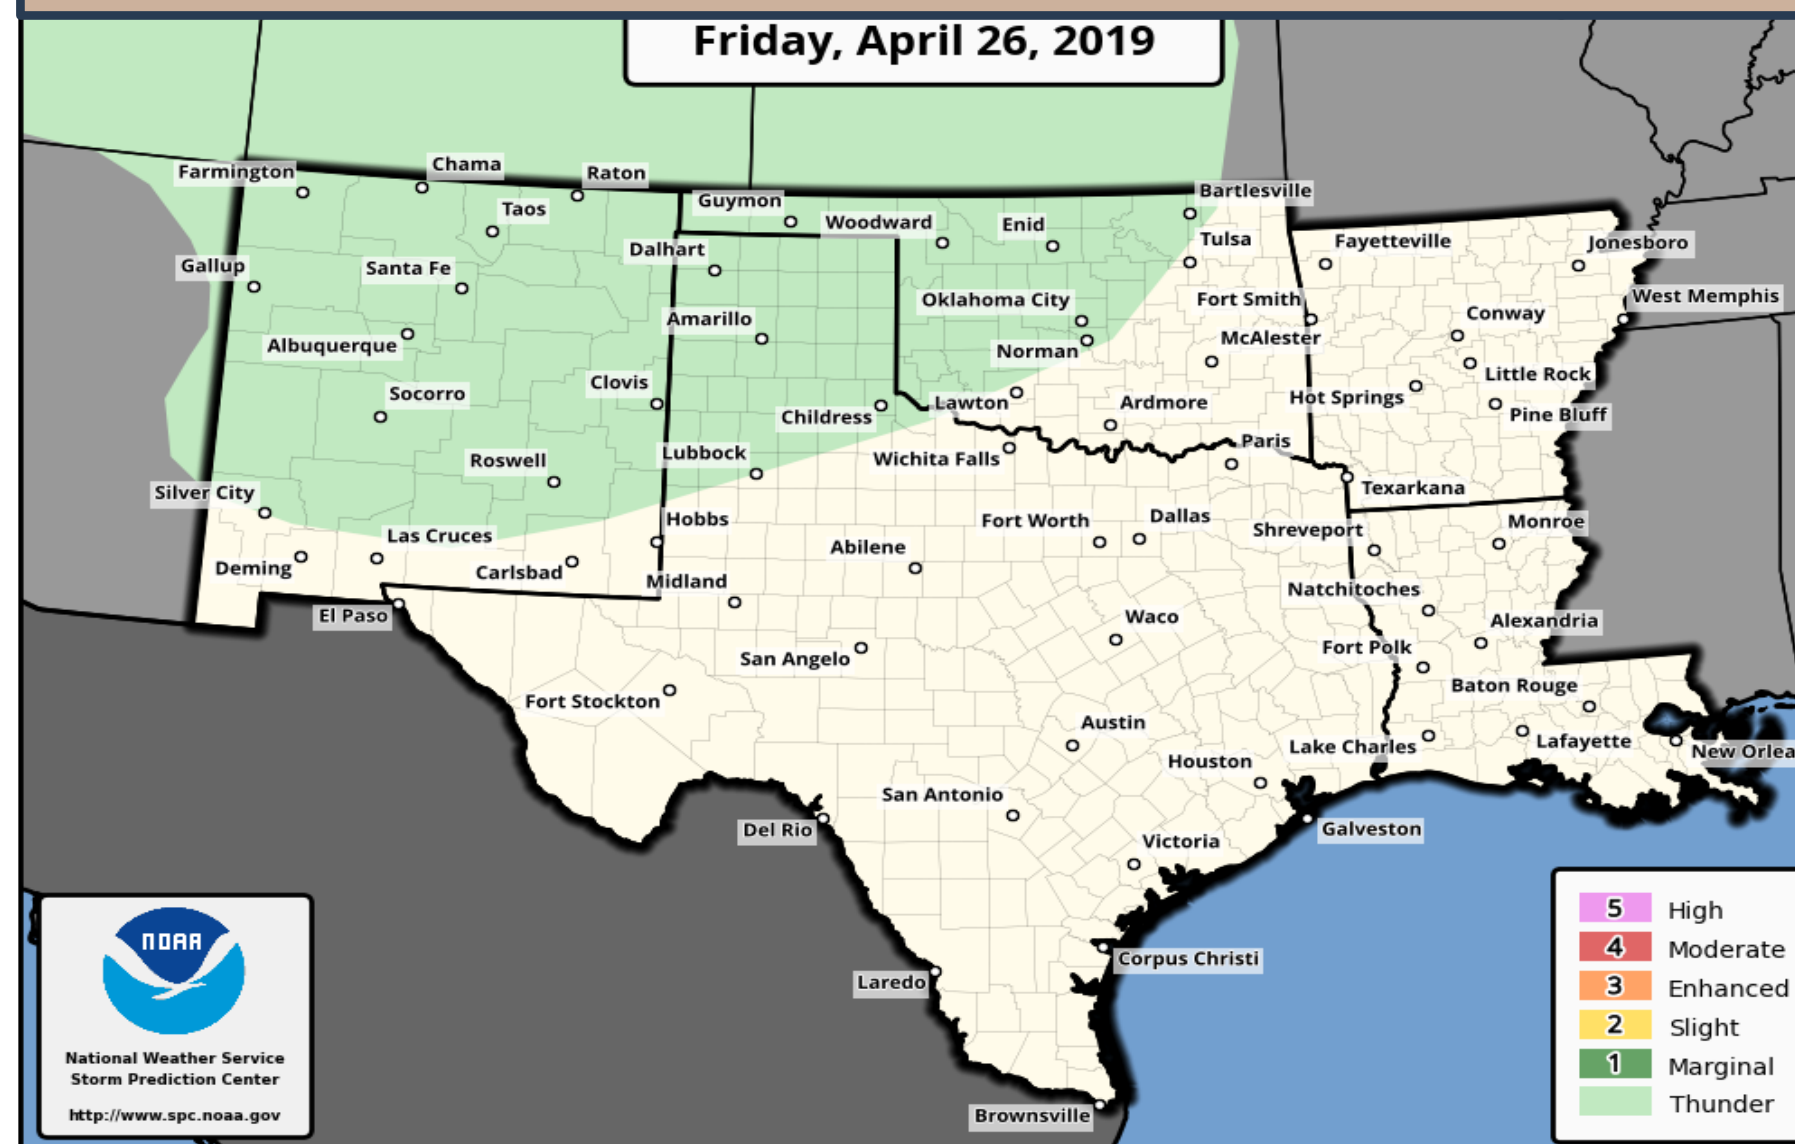 Friday, April 26, 2019
Farmington
Chama
Raton
Taos
Guymon
Woodward
Enid
Bartlesville
Tulsa
Fayetteville
Jonesboro
Gallup
Santa Fe
Dalhart
Oklahoma City
Fort Smith
West Memphis
Conway
Albuquerque
Amarillo
Norman
McAlester
Little Rock
Socorro
Clovis
Childress
Lawton
Ardmore
Hot Springs
Pine Bluff
Roswell
Lubbock
Wichita Falls
Paris
Texarkana
Silver City
Las Cruces
Hobbs
Fort Worth
Dallas
Shreveport
Monroe
Deming
Carlsbad
Midland
Abilene
Natchitoches
El Paso
Waco
Alexandria
San Angelo
Fort Polk
Fort Stockton
Baton Rouge
Austin
Lake Charles
Lafayette
New Orlea
Houston
San Antonio
Del Rio
Galveston
Victoria
Corpus Christi
Laredo
Brownsville
NOAA
National Weather Service
Storm Prediction Center
http://www.spc.noaa.gov
5 High
4 Moderate
3 Enhanced
2 Slight
1 Marginal
Thunder